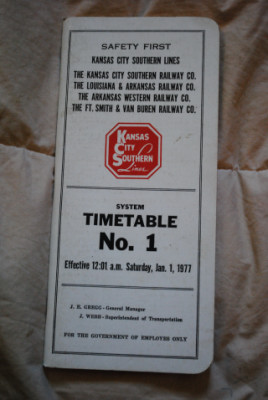 SAFETY FIRST
KANSAS CITY SOUTHERN LINES
THE KANSAS CITY SOUTHERN RAILWAY CO.
THE LOUISIANA & ARKANSAS RAILWAY CO.
THE ARKANSAS WESTERN RAILWAY CO.
THE FT. SMITH & VAN BUREN RAILWAY CO.
KANSAS
CITY
SOUTHERN
Lines
SYSTEM
TIMETABLE
No. 1
Effective 12:01 a.m. Saturday, Jan. 1, 1977
J. H. GREGG—General Manager
J. WEBB—Superintendent of Transportation
FOR THE GOVERNMENT OF EMPLOYES ONLY